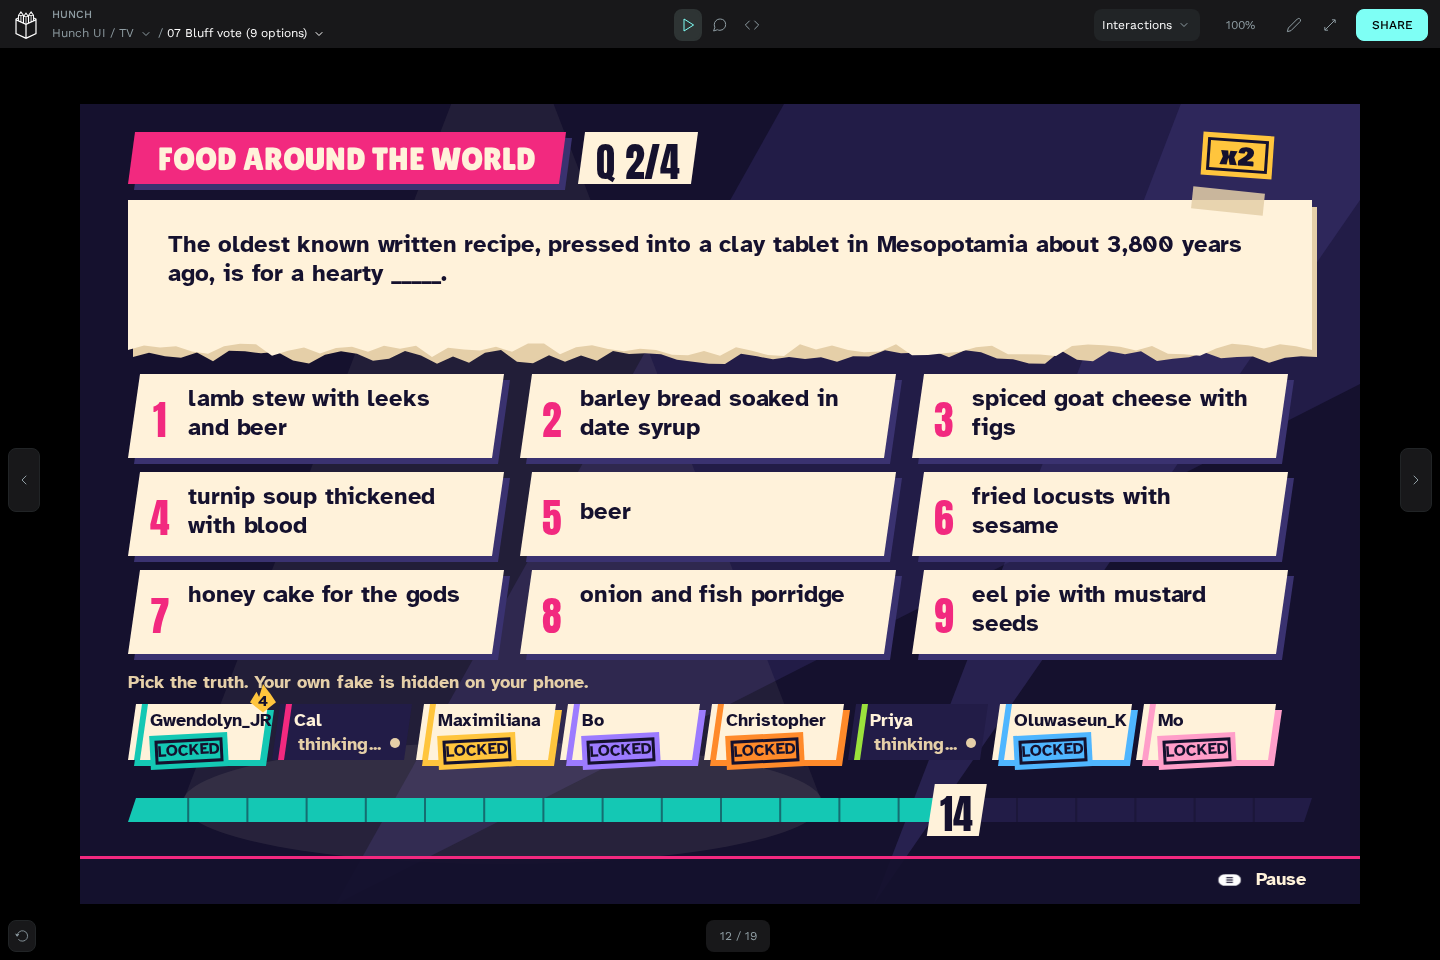 HUNCH
Hunch UI / TV / 07 Bluff vote (9 options)
Interactions
100%
SHARE
FOOD AROUND THE WORLD
Q 2/4
x2
The oldest known written recipe, pressed into a clay tablet in Mesopotamia about 3,800 years
ago, is for a hearty _____.
1
lamb stew with leeks
and beer
2
barley bread soaked in
date syrup
3
spiced goat cheese with
figs
4
turnip soup thickened
with blood
5
beer
6
fried locusts with
sesame
7
honey cake for the gods
8
onion and fish porridge
9
eel pie with mustard
seeds
Pick the truth. Your own fake is hidden on your phone.
4
Gwendolyn_JR
LOCKED
Cal
thinking...
Maximiliana
LOCKED
Bo
LOCKED
Christopher
LOCKED
Priya
thinking...
Oluwaseun_K
LOCKED
Mo
LOCKED
14
Pause
12 / 19